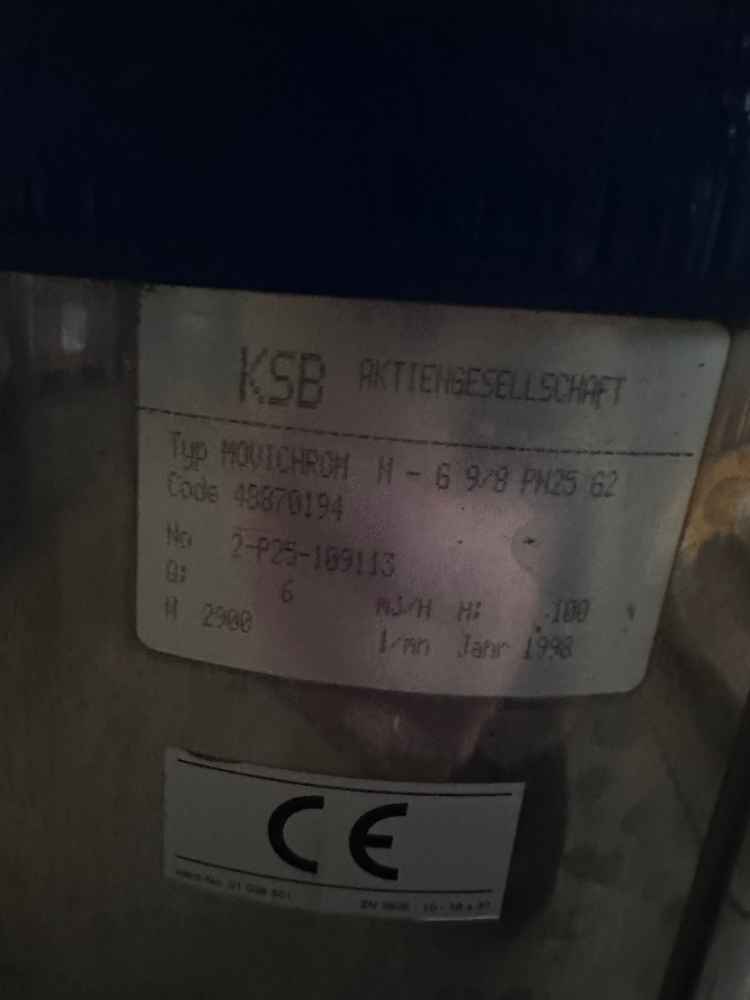 KSB AKTIENGESELLSCHAFT
Typ MOVICHROM N - 6 9/8 PN25 62
Code 48870194
No 2-P25-109113
Q: 6 m3/H H: 100
N 2900 1/mn Jahr 1998
CE